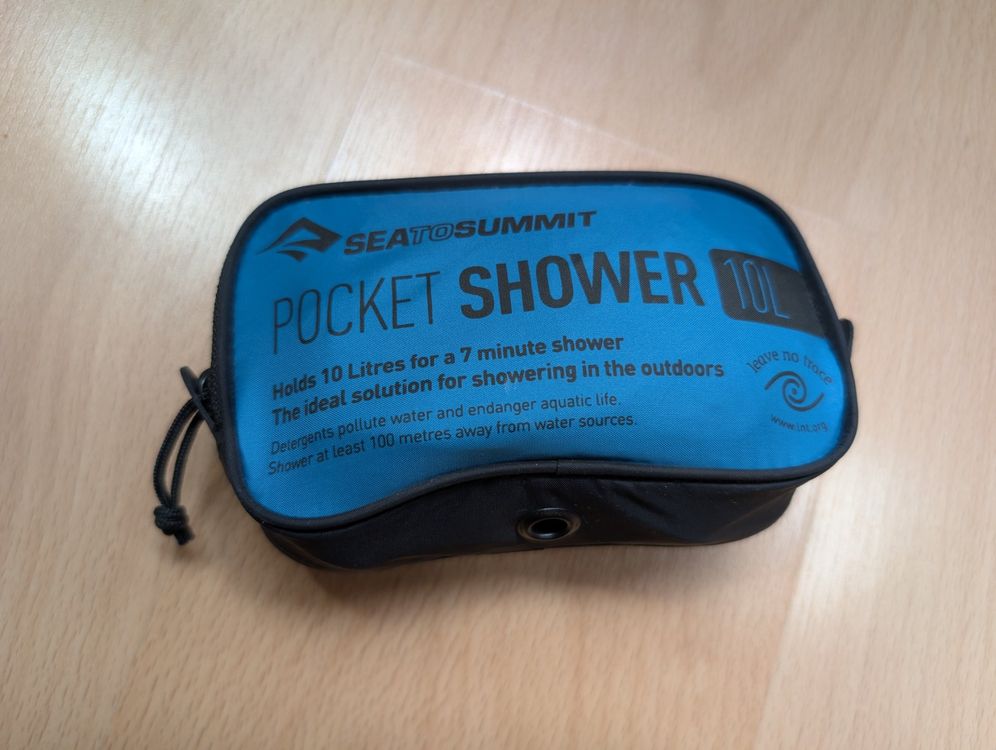 SEATOSUMMIT
POCKET SHOWER 10L
Holds 10 Litres for a 7 minute shower
The ideal solution for showering in the outdoors
Detergents pollute water and endanger aquatic life.
Shower at least 100 metres away from water sources.
leave no trace
www.lnt.org